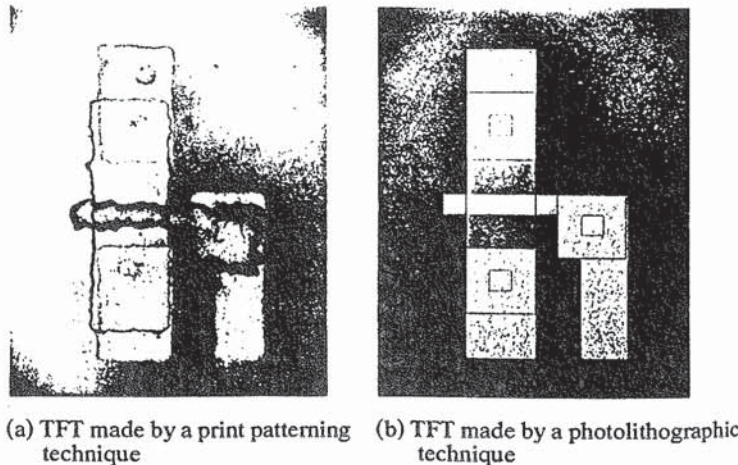 (a) TFT made by a print patterning
technique
(b) TFT made by a photolithographic
technique